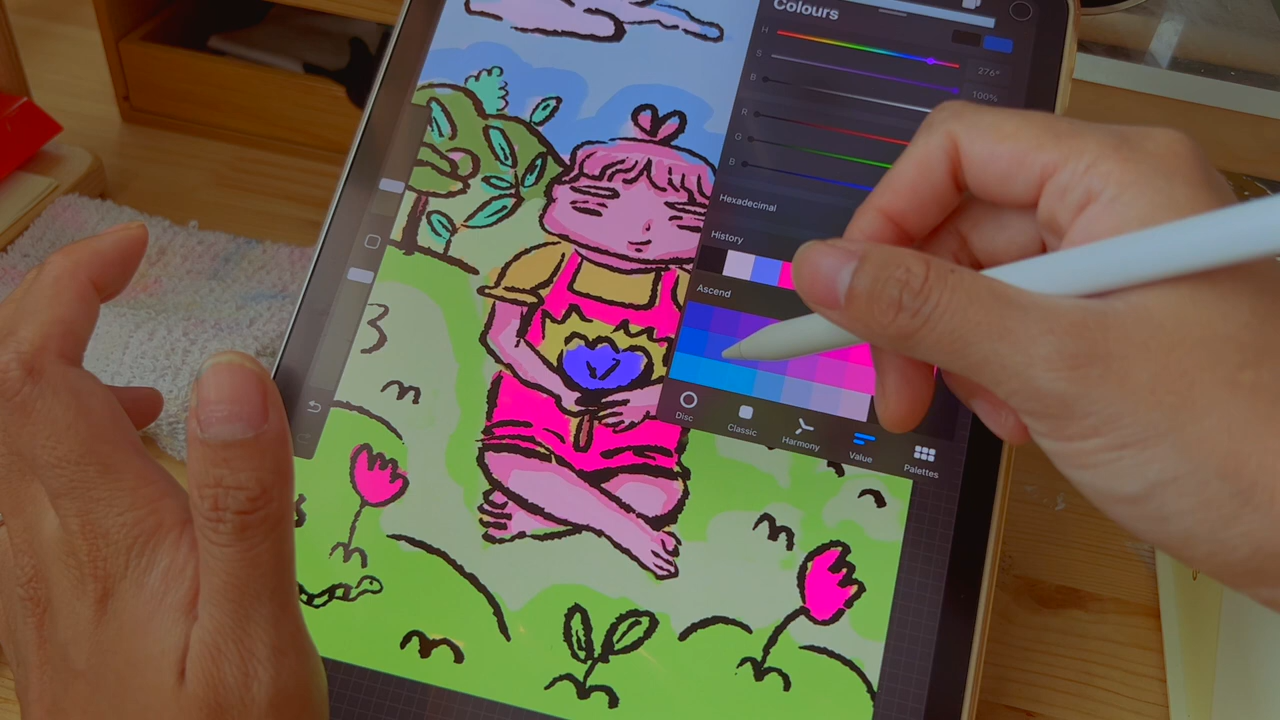 Colours
H
276°
S
100%
B
R
G
B
Hexadecimal
History
Ascend
Disc
Classic
Harmony
Value
Palettes